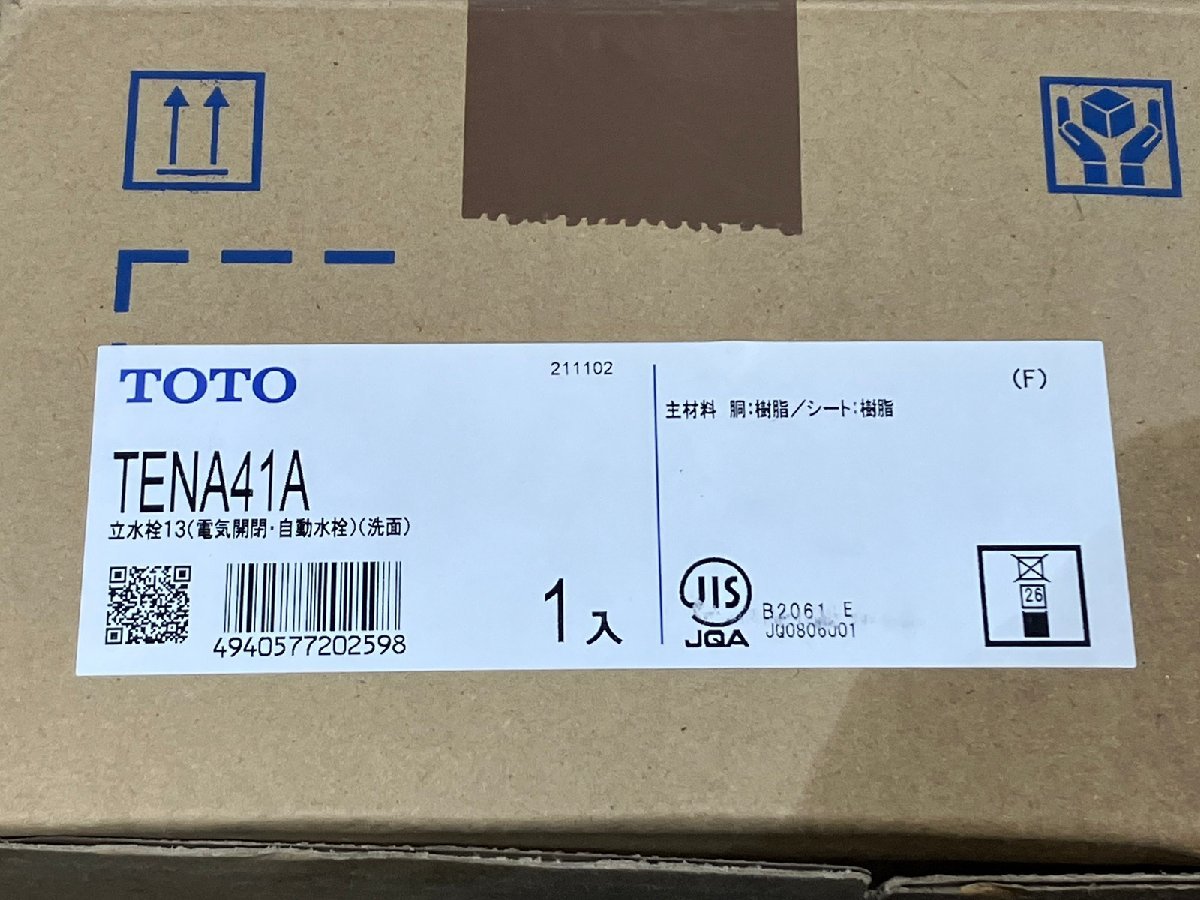 TOTO
211102
TENA41A
立水栓13(電気開閉・自動水栓)(洗面)
4940577202598
1入
(F)
主材料 胴:樹脂/シート:樹脂
JIS
JQA
B2061 E
JQ0806001
26